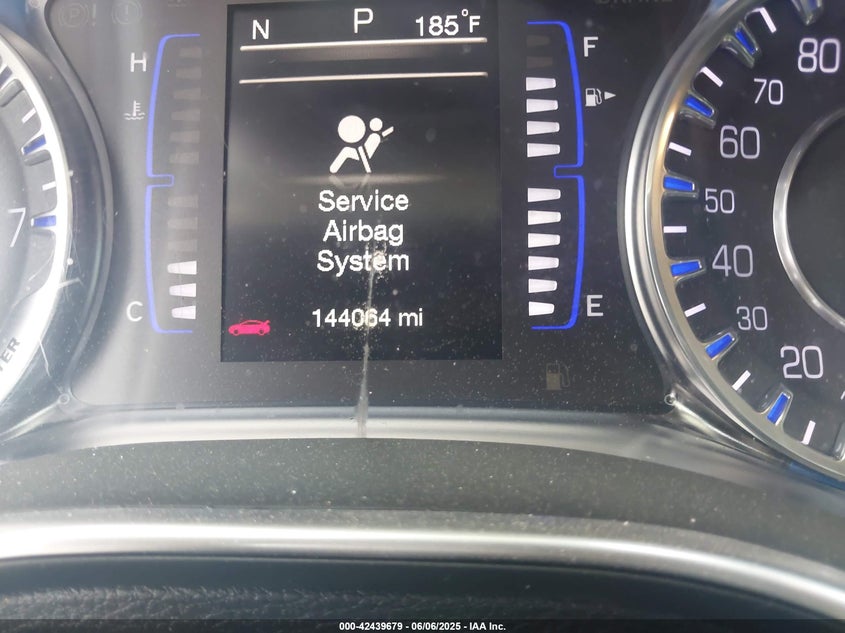 N P 185°F
H
F
C
E
Service
Airbag
System
144064 mi
7
80
70
60
50
40
30
20
000-42439679 - 06/06/2025 - IAA Inc.